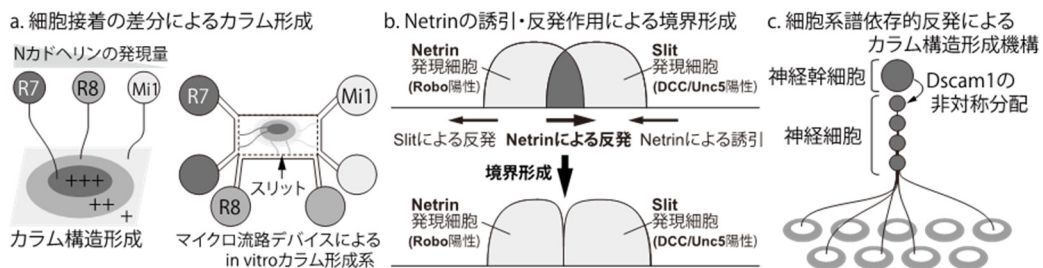 a. 細胞接着の差分によるカラム形成
Nカドヘリンの発現量
R7
R8
Mi1
+++
++
+
カラム構造形成
R7
Mi1
R8
スリット
マイクロ流路デバイスによる
in vitroカラム形成系
b. Netrinの誘引・反発作用による境界形成
Netrin
発現細胞
(Robo陽性)
Slit
発現細胞
(DCC/Unc5陽性)
Slitによる反発
Netrinによる反発
Netrinによる誘引
境界形成
Netrin
発現細胞
(Robo陽性)
Slit
発現細胞
(DCC/Unc5陽性)
c. 細胞系譜依存的反発による
カラム構造形成機構
神経幹細胞
Dscam1の
非対称分配
神経細胞